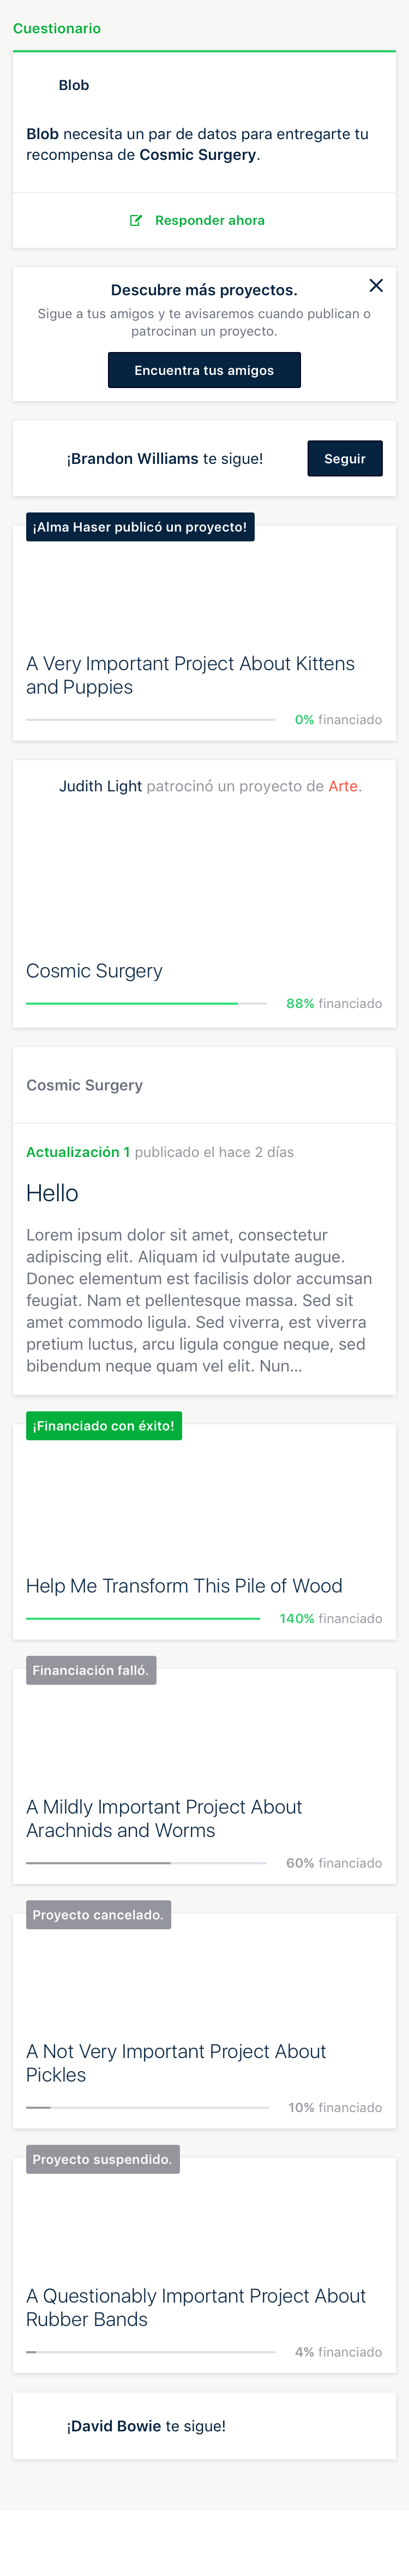 Cuestionario
Blob
Blob necesita un par de datos para entregarte tu
recompensa de Cosmic Surgery.
Responder ahora
Descubre más proyectos.
Sigue a tus amigos y te avisaremos cuando publican o
patrocinan un proyecto.
Encuentra tus amigos
¡Brandon Williams te sigue!
Seguir
¡Alma Haser publicó un proyecto!
A Very Important Project About Kittens
and Puppies
0% financiado
Judith Light patrocinó un proyecto de Arte.
Cosmic Surgery
88% financiado
Cosmic Surgery
Actualización 1 publicado el hace 2 días
Hello
Lorem ipsum dolor sit amet, consectetur
adipiscing elit. Aliquam id vulputate augue.
Donec elementum est facilisis dolor accumsan
feugiat. Nam et pellentesque massa. Sed sit
amet commodo ligula. Sed viverra, est viverra
pretium luctus, arcu ligula congue neque, sed
bibendum neque quam vel elit. Nun...
¡Financiado con éxito!
Help Me Transform This Pile of Wood
140% financiado
Financiación falló.
A Mildly Important Project About
Arachnids and Worms
60% financiado
Proyecto cancelado.
A Not Very Important Project About
Pickles
10% financiado
Proyecto suspendido.
A Questionably Important Project About
Rubber Bands
4% financiado
¡David Bowie te sigue!